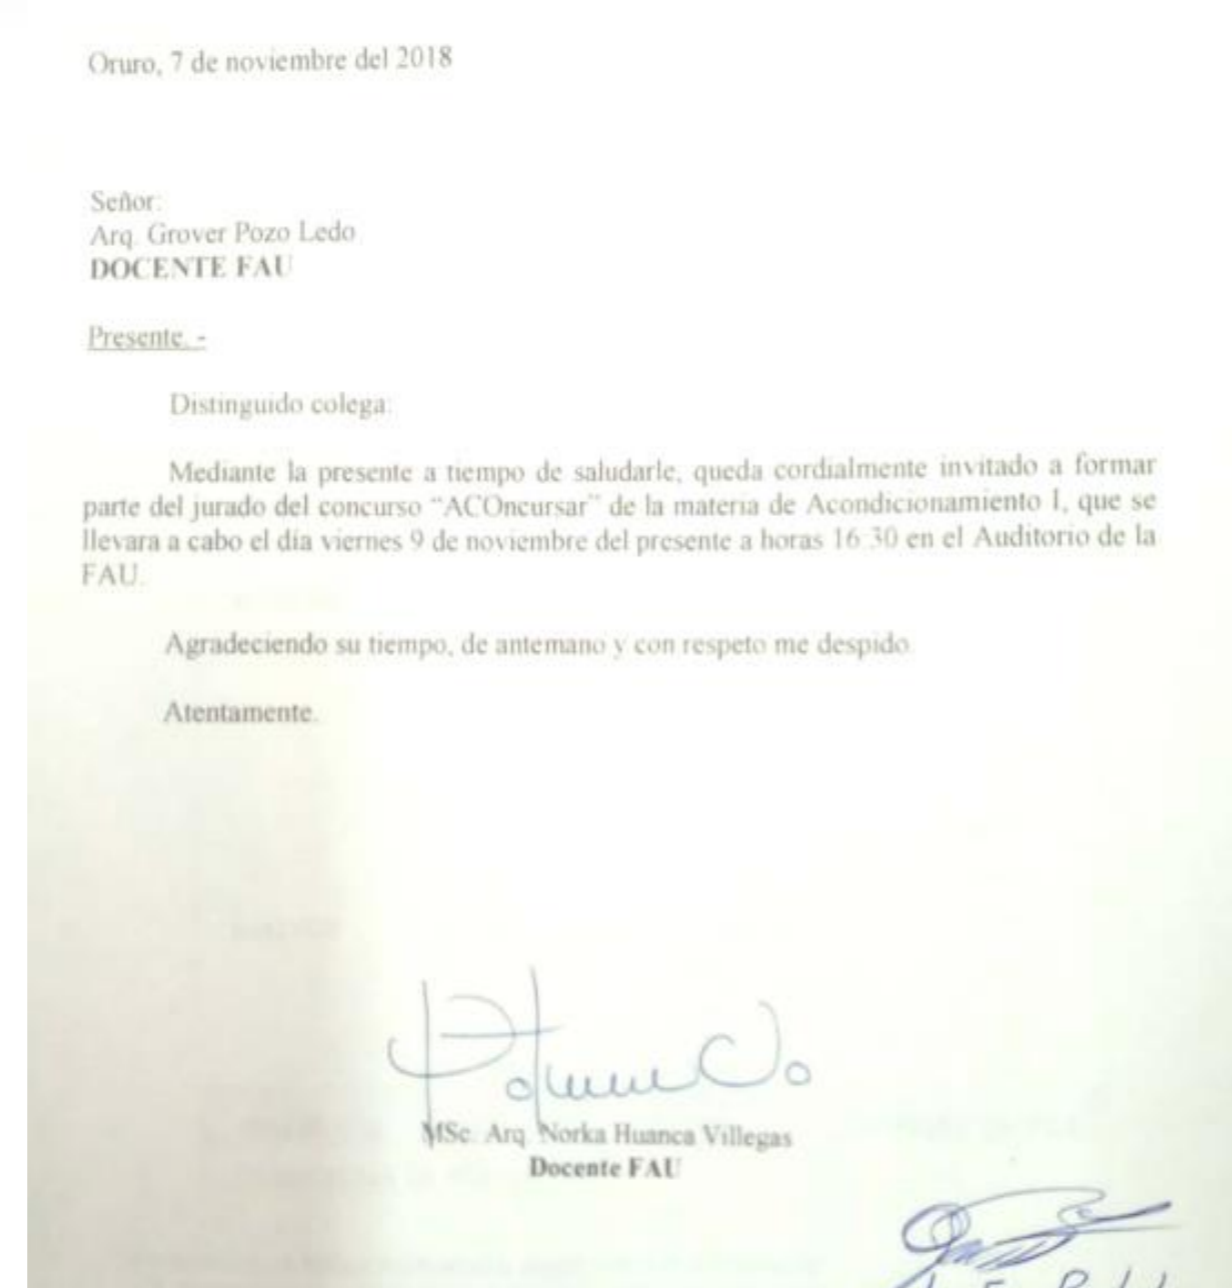 Oruro, 7 de noviembre del 2018
Señor:
Arq. Grover Pozo Ledo
DOCENTE FAU
Presente. -
Distinguido colega:
Mediante la presente a tiempo de saludarle, queda cordialmente invitado a formar
parte del jurado del concurso “ACOncursar” de la materia de Acondicionamiento I, que se
llevara a cabo el día viernes 9 de noviembre del presente a horas 16:30 en el Auditorio de la
FAU.
Agradeciendo su tiempo, de antemano y con respeto me despido.
Atentamente.
MSc. Arq. Norka Huanca Villegas
Docente FAU